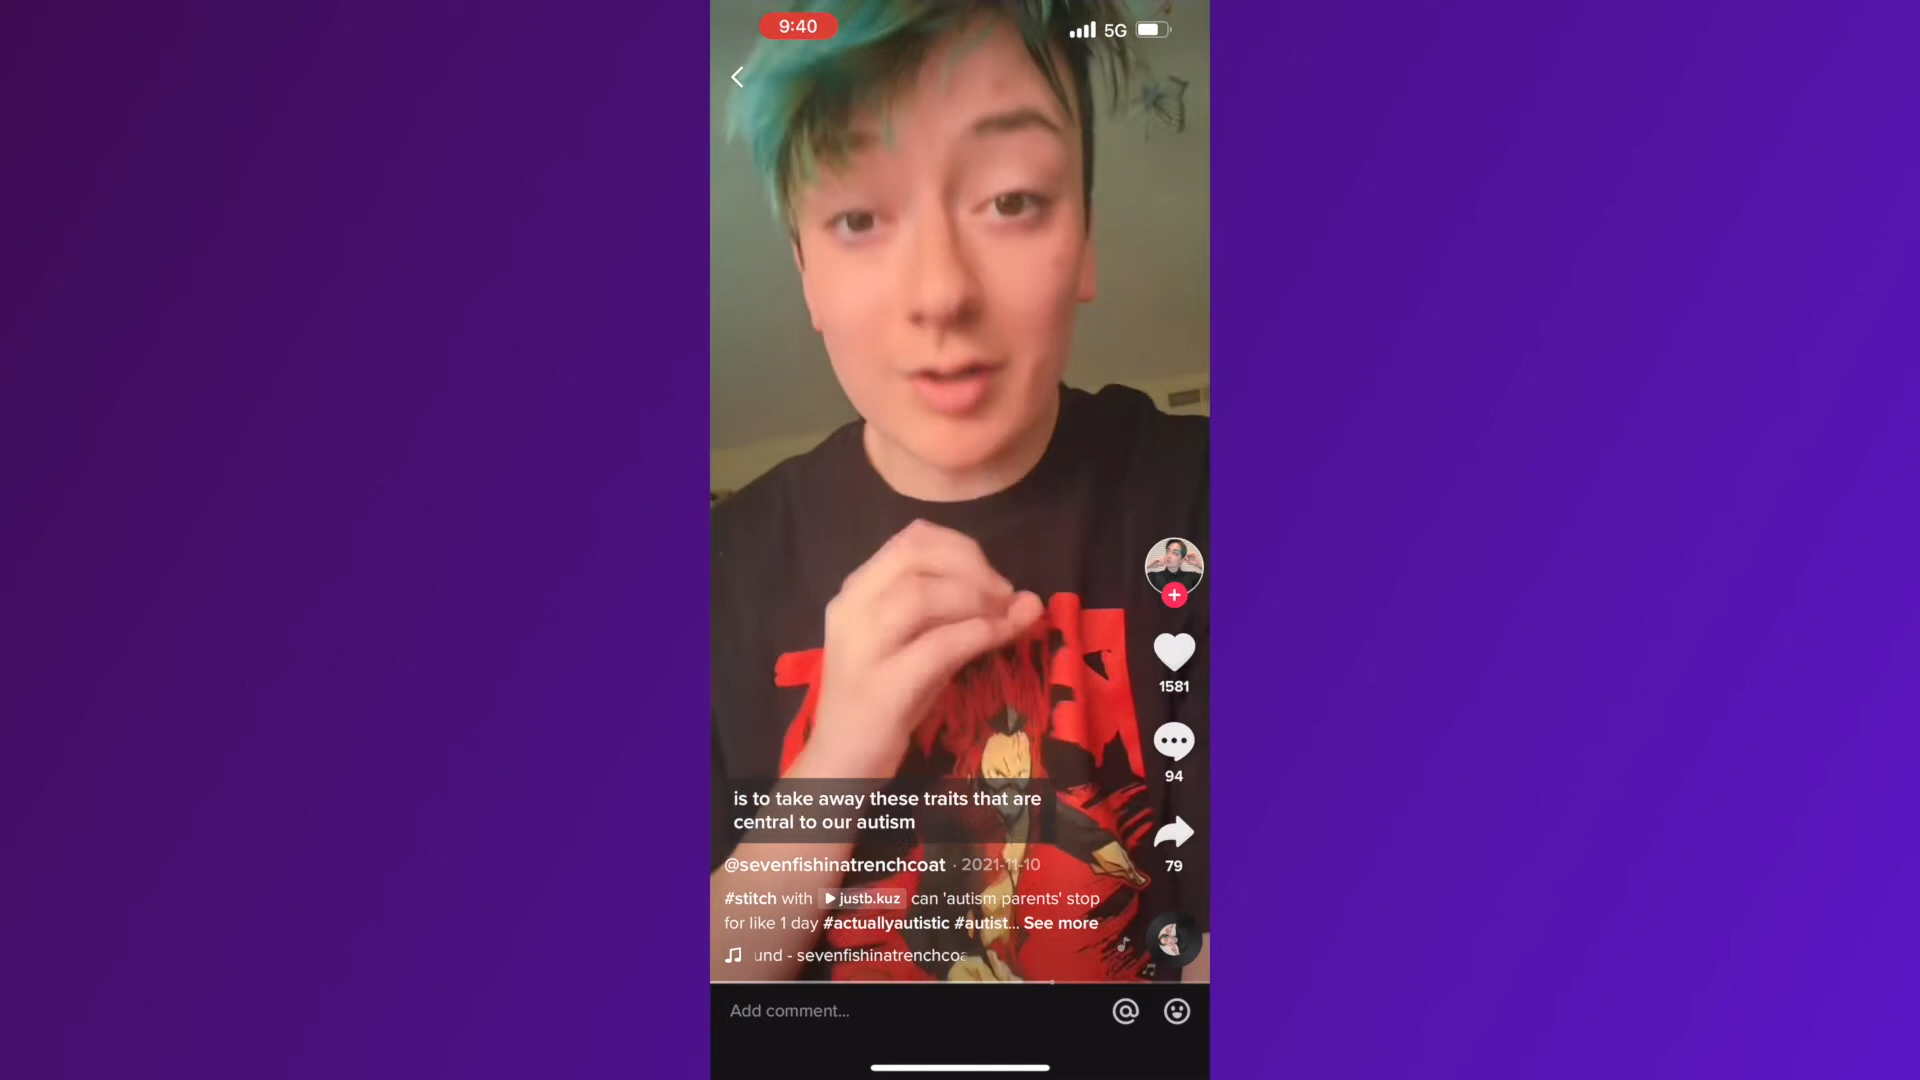 9:40
5G
1581
94
79
is to take away these traits that are
central to our autism
@sevenfishinatrenchcoat · 2021-11-10
#stitch with ▶ justb.kuz can 'autism parents' stop
for like 1 day #actuallyautistic #autist... See more
und - sevenfishinatrenchcoa
Add comment...